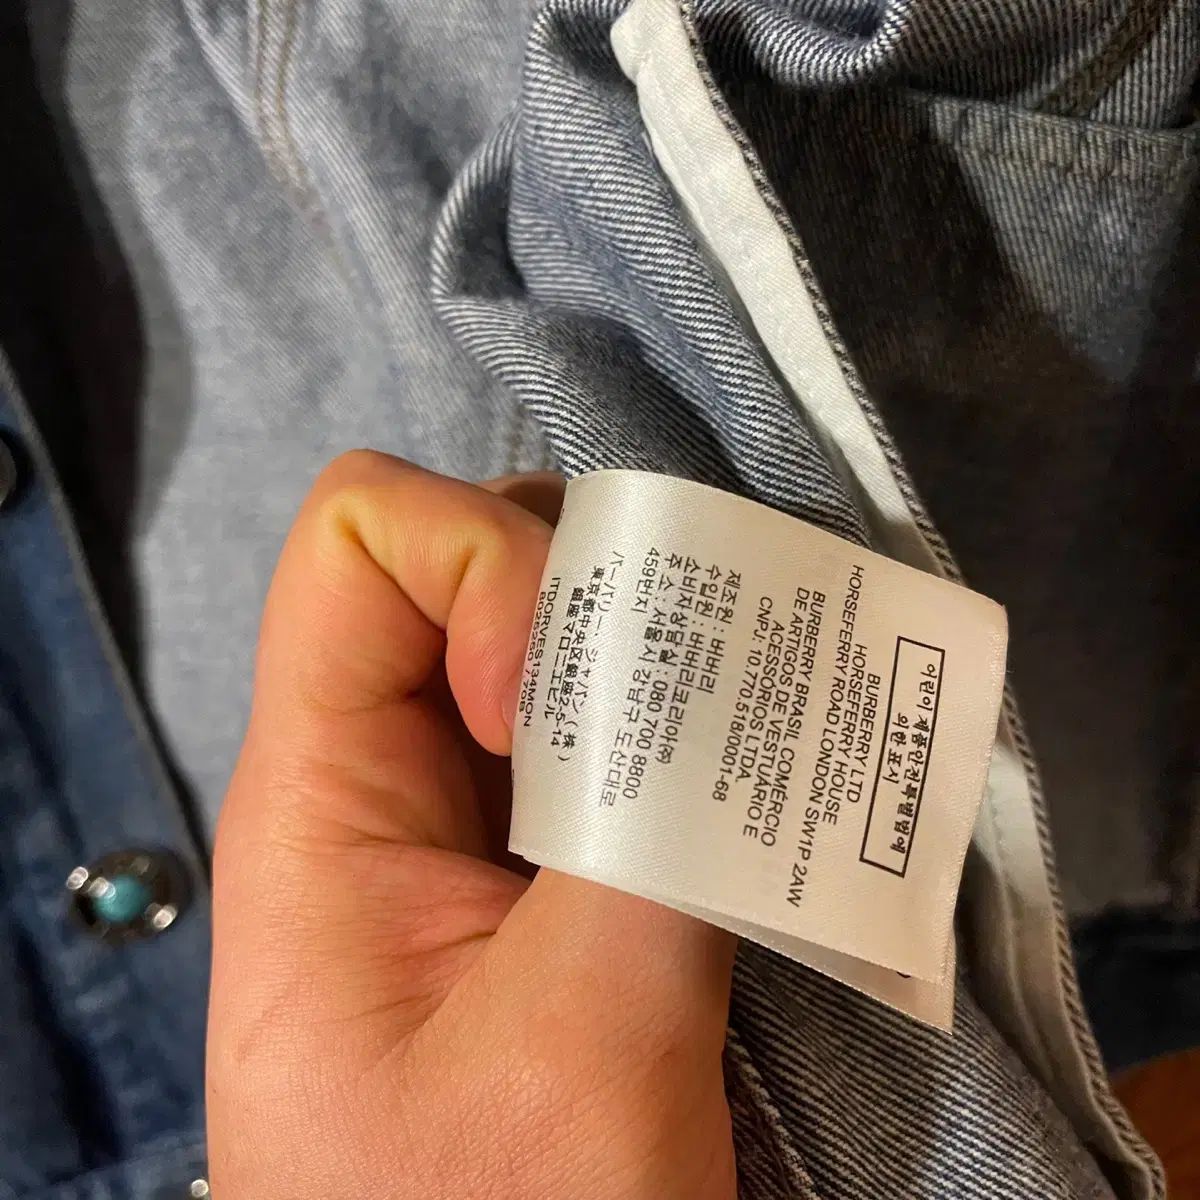 어린이 제품안전특별법에
의한 표시
BURBERRY LTD
HORSEFERRY HOUSE
HORSEFERRY ROAD LONDON SW1P 2AW
BURBERRY BRASIL COMÉRCIO
DE ARTIGOS DE VESTUÁRIO E
ACESSÓRIOS LTDA.
CNPJ: 10.770.518/0001-68
제조원 : 버버리
수입원 : 버버리코리아㈜
소비자상담실 : 080 700 8800
주 소 : 서울시 강남구 도산대로
459번지
バーバリー・ジャパン(株)
東京都中央区銀座2-5-14
銀座マロニエビル
ITDORVES134MON
8025250 / 708